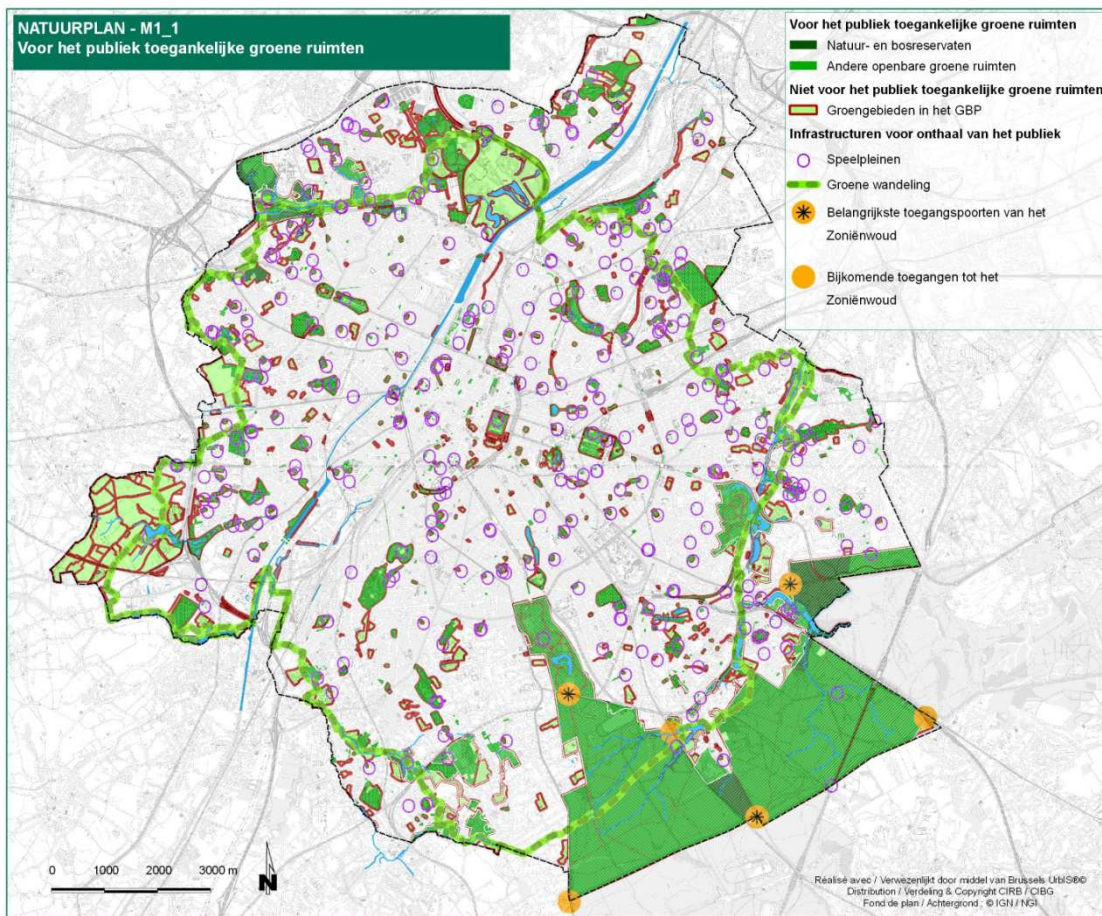 NATUURPLAN - M1_1
Voor het publiek toegankelijke groene ruimten
Voor het publiek toegankelijke groene ruimten
Natuur- en bosreservaten
Andere openbare groene ruimten
Niet voor het publiek toegankelijke groene ruimten
Groengebieden in het GBP
Infrastructuren voor onthaal van het publiek
Speelpleinen
Groene wandeling
Belangrijkste toegangspoorten van het
Zoniënwoud
Bijkomende toegangen tot het
Zoniënwoud
0 1000 2000 3000 m
N
Réalisé avec / Verwezenlijkt door middel van Brussels UrbIS®©
Distribution / Verdeling & Copyright CIRB / CIBG
Fond de plan / Achtergrond : © IGN / NGI